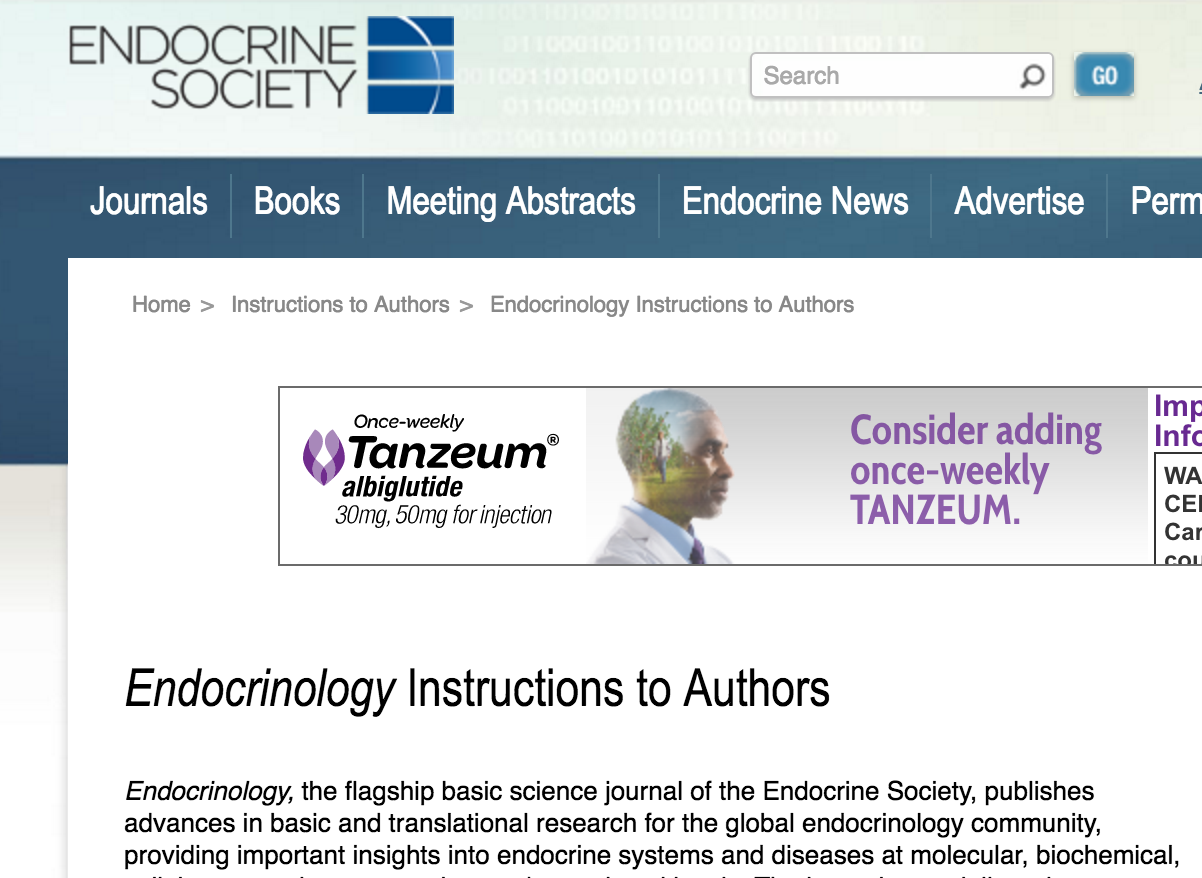 ENDOCRINE
SOCIETY
Search
GO
Journals
Books
Meeting Abstracts
Endocrine News
Advertise
Home >
Instructions to Authors >
Endocrinology Instructions to Authors
Once-weekly
Tanzeum®
albiglutide
30mg, 50mg for injection
Consider adding
once-weekly
TANZEUM.
Endocrinology Instructions to Authors
Endocrinology, the flagship basic science journal of the Endocrine Society, publishes
advances in basic and translational research for the global endocrinology community,
providing important insights into endocrine systems and diseases at molecular, biochemical,